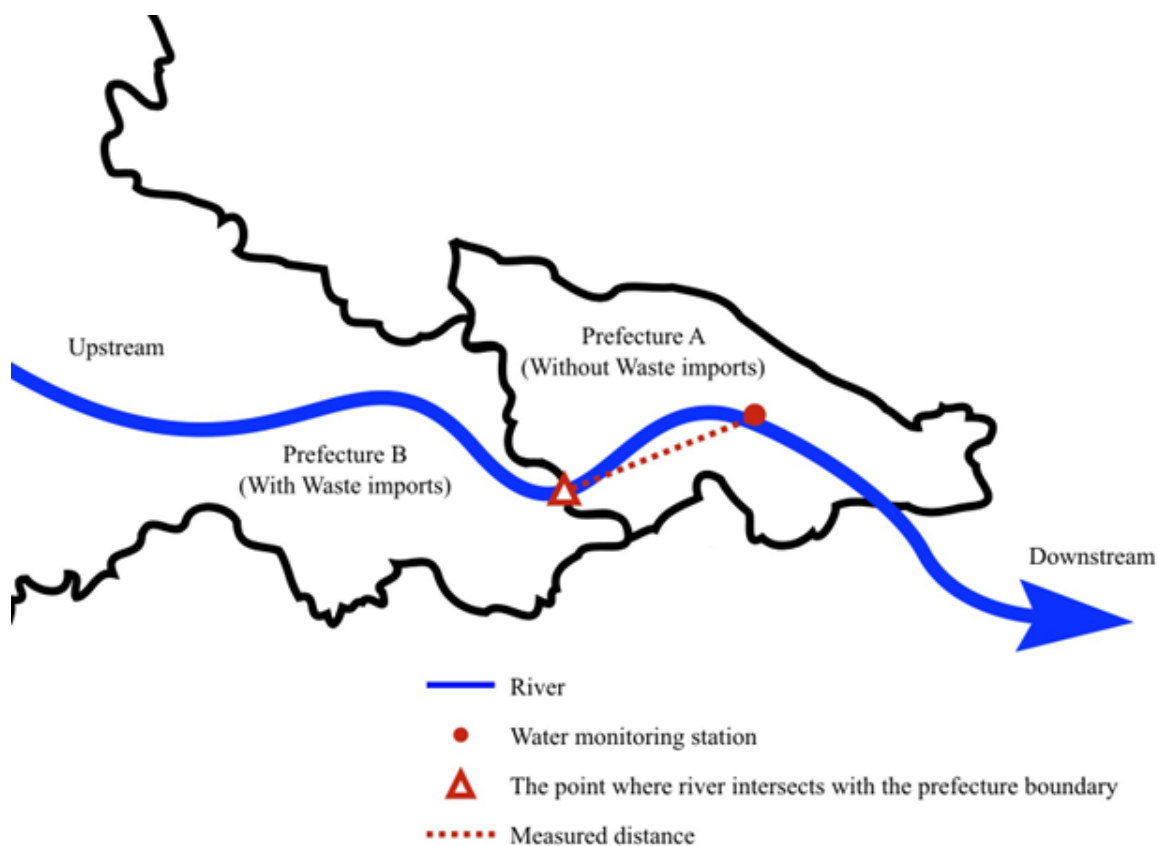 Prefecture A
(Without Waste imports)
Upstream
Prefecture B
(With Waste imports)
Downstream
River
Water monitoring station
The point where river intersects with the prefecture boundary
Measured distance